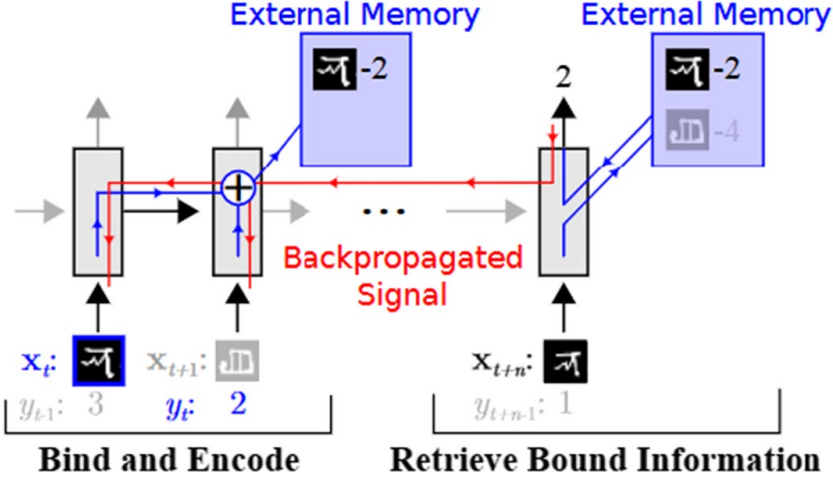 External Memory External Memory
-2
2
-2
-4
+
...
Backpropagated
Signal
xt: xt+1: xt+n:
yt-1: 3 yt: 2 yt+n-1: 1
Bind and Encode Retrieve Bound Information